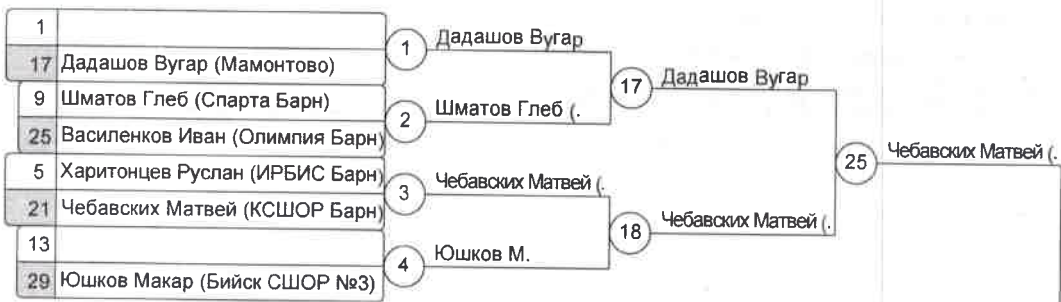 1
17 Дадашов Вугар (Мамонтово)
9 Шматов Глеб (Спарта Барн)
25 Василенков Иван (Олимпия Барн)
5 Харитонцев Руслан (ИРБИС Барн)
21 Чебавских Матвей (КСШОР Барн)
13
29 Юшков Макар (Бийск СШОР №3)
1 Дадашов Вугар
2 Шматов Глеб (.
3 Чебавских Матвей (.
4 Юшков М.
17 Дадашов Вугар
18 Чебавских Матвей (.
25 Чебавских Матвей (.